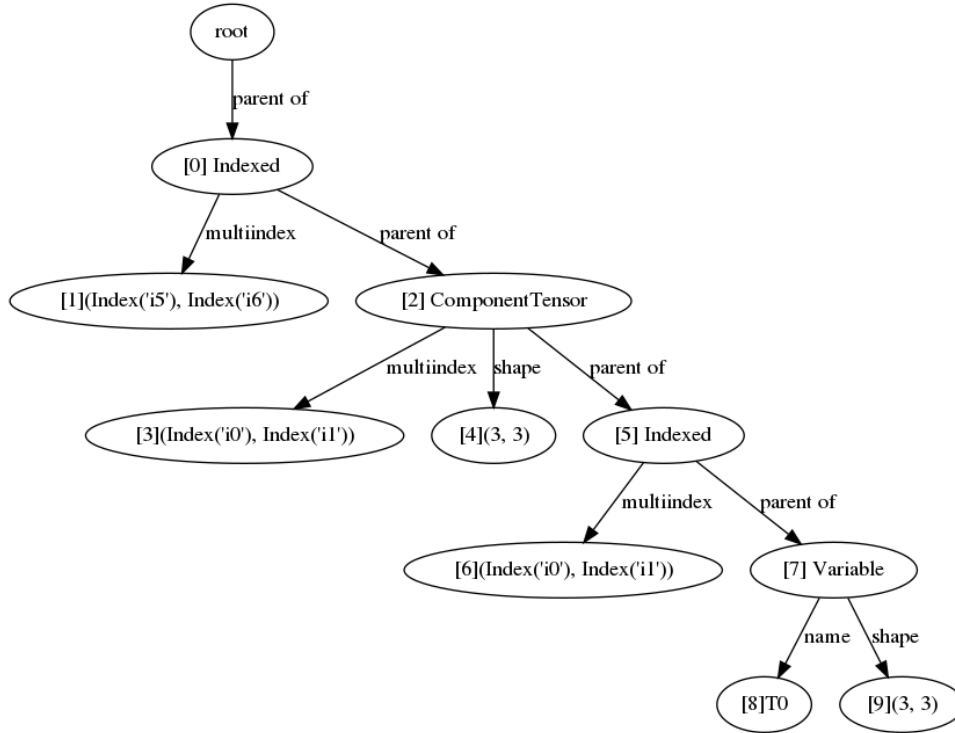 root
parent of
[0] Indexed
multiindex
parent of
[1](Index('i5'), Index('i6'))
[2] ComponentTensor
multiindex
shape
parent of
[3](Index('i0'), Index('i1'))
[4](3, 3)
[5] Indexed
multiindex
parent of
[6](Index('i0'), Index('i1'))
[7] Variable
name
shape
[8]T0
[9](3, 3)